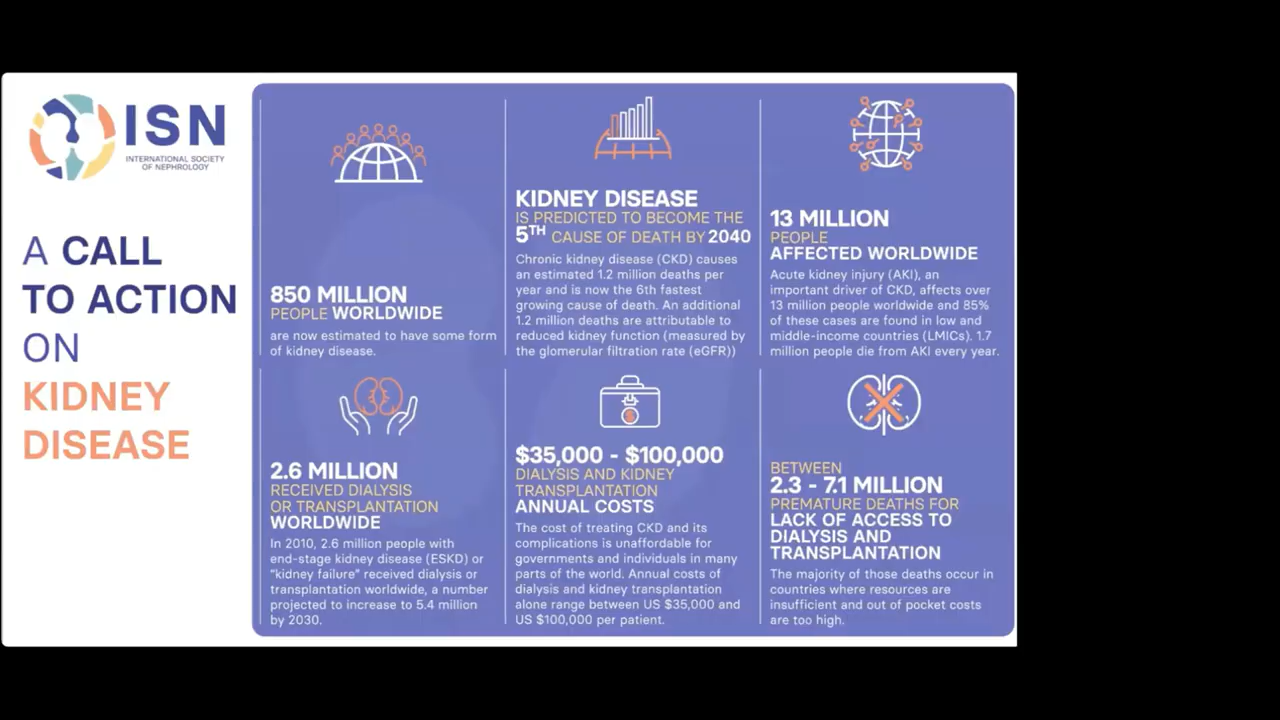 ISN
INTERNATIONAL SOCIETY
OF NEPHROLOGY
A CALL
TO ACTION
ON
KIDNEY
DISEASE
850 MILLION
PEOPLE WORLDWIDE
are now estimated to have some form
of kidney disease.
KIDNEY DISEASE
IS PREDICTED TO BECOME THE
5TH CAUSE OF DEATH BY 2040
Chronic kidney disease (CKD) causes
an estimated 1.2 million deaths per
year and is now the 6th fastest
growing cause of death. An additional
1.2 million deaths are attributable to
reduced kidney function (measured by
the glomerular filtration rate (eGFR))
13 MILLION
PEOPLE
AFFECTED WORLDWIDE
Acute kidney injury (AKI), an
important driver of CKD, affects over
13 million people worldwide and 85%
of these cases are found in low and
middle-income countries (LMICs). 1.7
million people die from AKI every year.
2.6 MILLION
RECEIVED DIALYSIS
OR TRANSPLANTATION
WORLDWIDE
In 2010, 2.6 million people with
end-stage kidney disease (ESKD) or
"kidney failure" received dialysis or
transplantation worldwide, a number
projected to increase to 5.4 million
by 2030.
$35,000 - $100,000
DIALYSIS AND KIDNEY
TRANSPLANTATION
ANNUAL COSTS
The cost of treating CKD and its
complications is unaffordable for
governments and individuals in many
parts of the world. Annual costs of
dialysis and kidney transplantation
alone range between US $35,000 and
US $100,000 per patient.
BETWEEN
2.3 - 7.1 MILLION
PREMATURE DEATHS FOR
LACK OF ACCESS TO
DIALYSIS AND
TRANSPLANTATION
The majority of those deaths occur in
countries where resources are
insufficient and out of pocket costs
are too high.